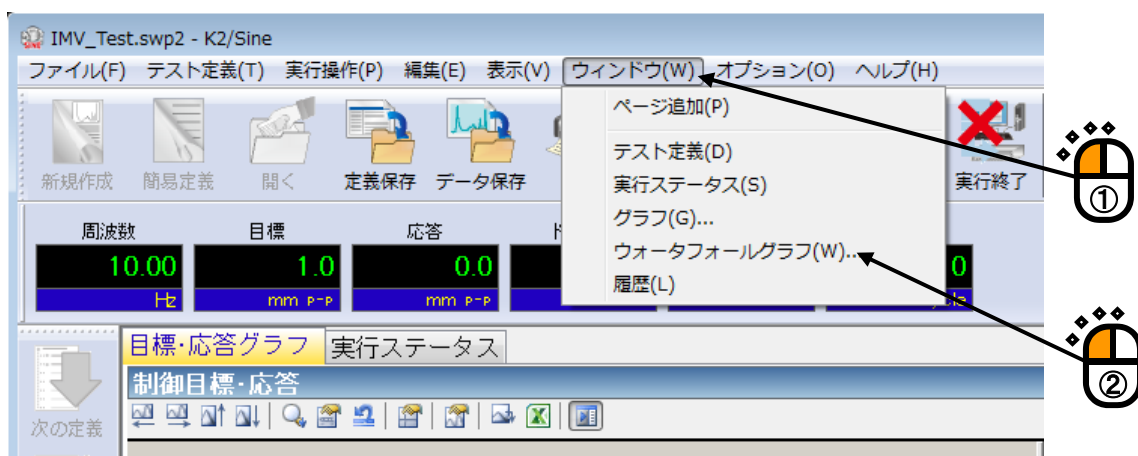 IMV_Test.swp2 - K2/Sine
ファイル(F) テスト定義(T) 実行操作(P) 編集(E) 表示(V) ウィンドウ(W) オプション(O) ヘルプ(H)
ページ追加(P)
テスト定義(D)
実行ステータス(S)
グラフ(G)...
ウォータフォールグラフ(W)...
履歴(L)
新規作成 簡易定義 開く 定義保存 データ保存 実行終了
①
周波数 目標 応答
10.00 1.0 0.0 0
Hz mm p-p mm p-p
②
目標・応答グラフ 実行ステータス
制御目標・応答
次の定義